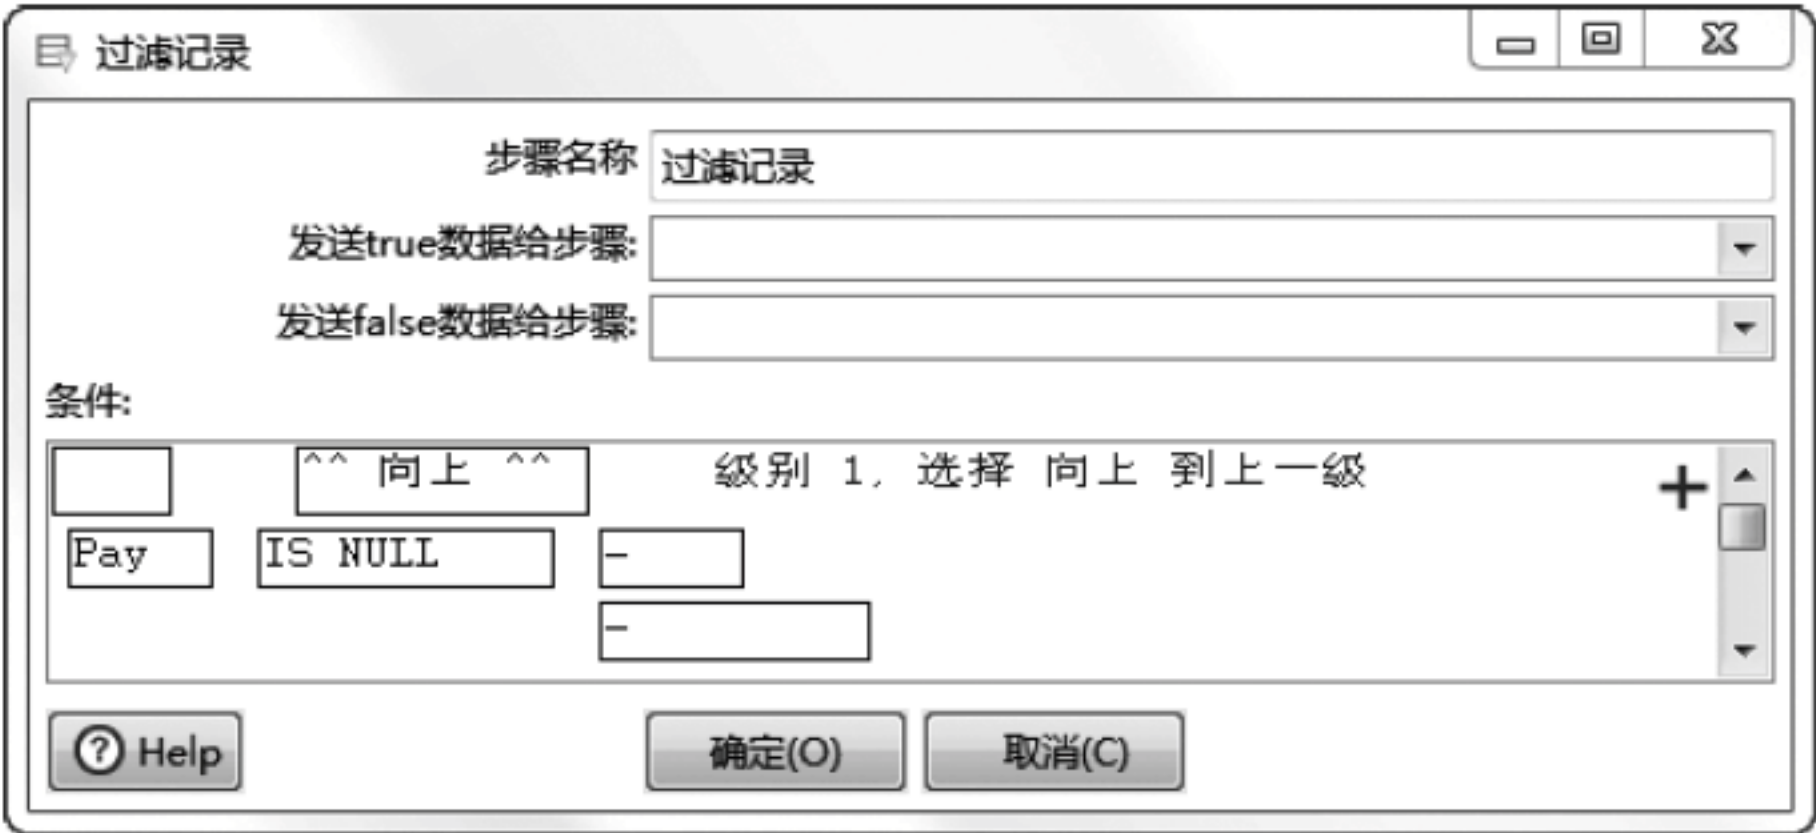 过滤记录
步骤名称 过滤记录
发送true数据给步骤:
发送false数据给步骤:
条件:
^^ 向上 ^^ 级别 1, 选择 向上 到上一级
Pay IS NULL -
-
Help 确定(O) 取消(C)